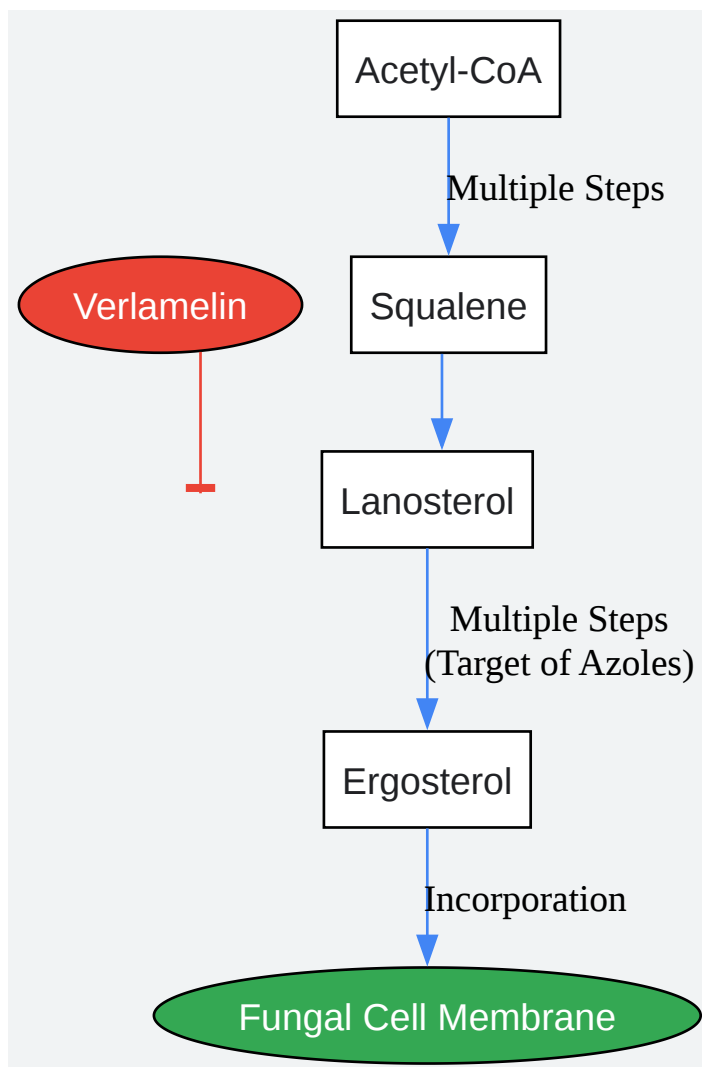 Acetyl-CoA
Multiple Steps
Verlamelin
Squalene
Lanosterol
Multiple Steps
(Target of Azoles)
Ergosterol
Incorporation
Fungal Cell Membrane